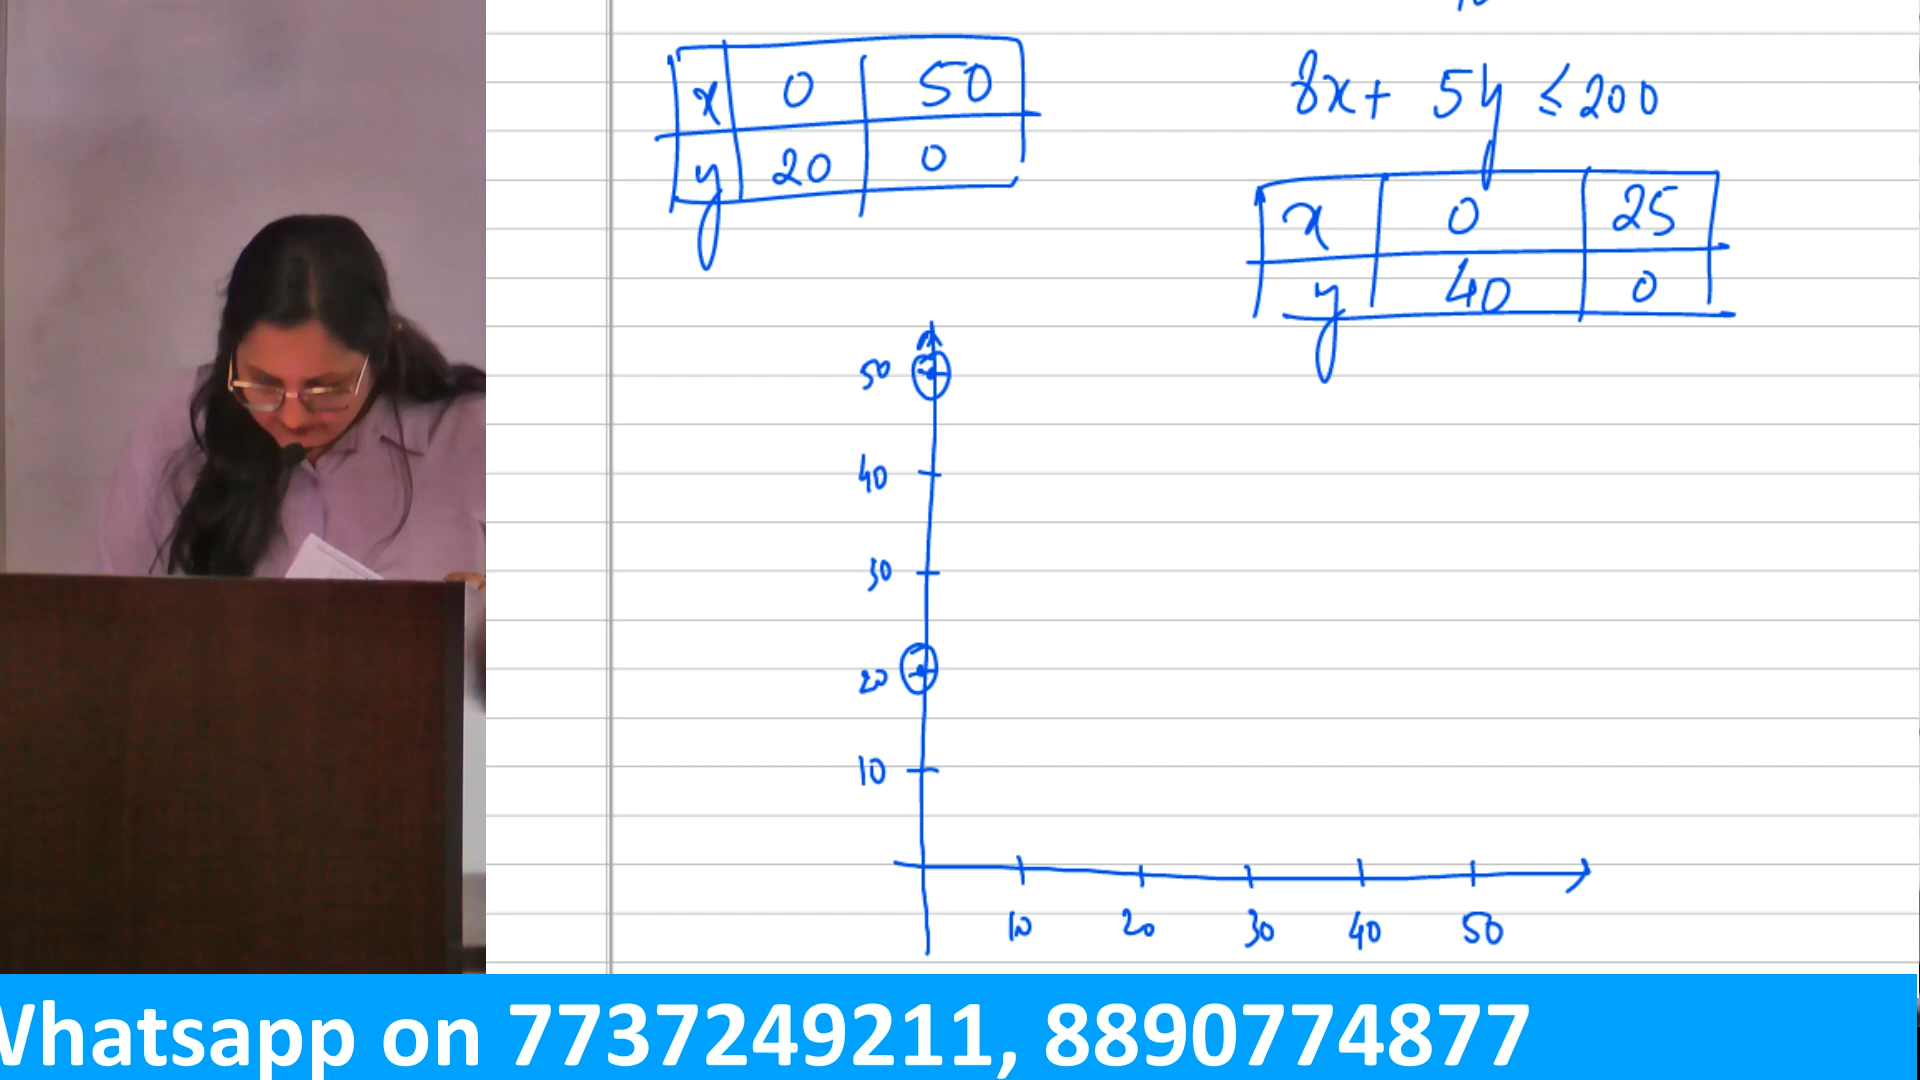 x 0 50
y 20 0
8x + 5y ≤ 200
x 0 25
y 40 0
50
40
30
20
10
10 20 30 40 50
Whatsapp on 7737249211, 8890774877